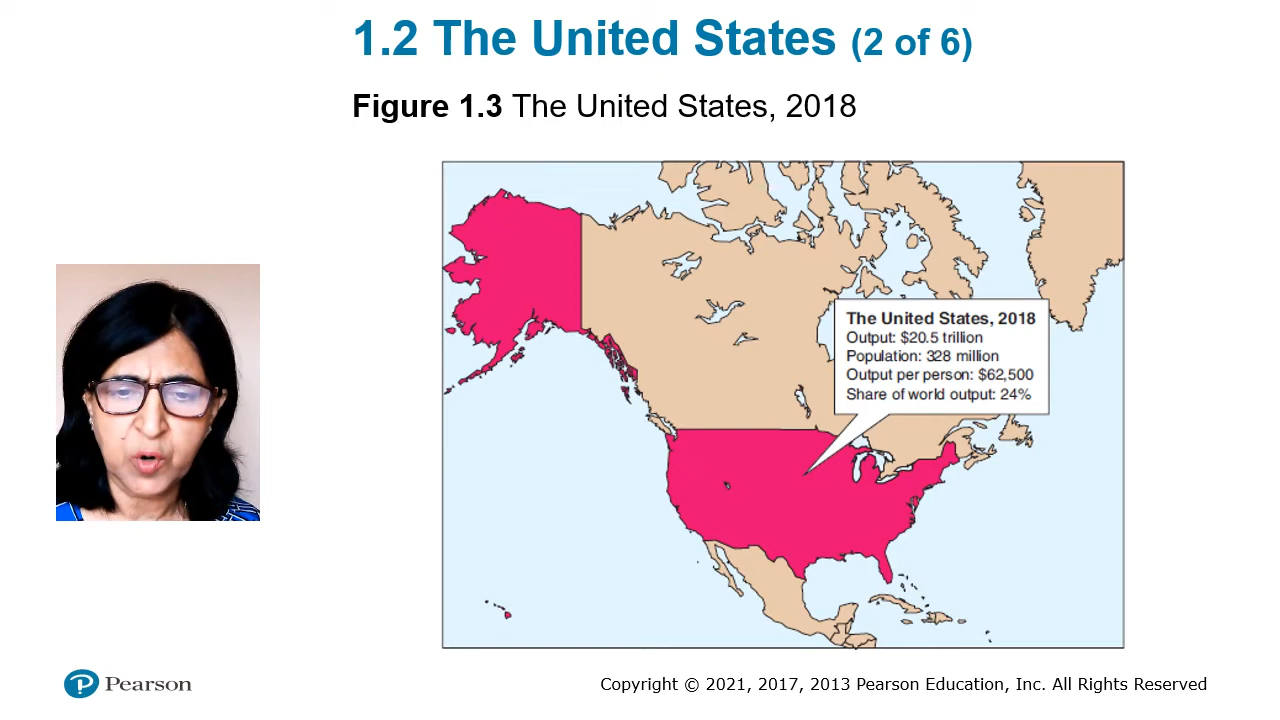 1.2 The United States (2 of 6)
Figure 1.3 The United States, 2018
The United States, 2018
Output: $20.5 trillion
Population: 328 million
Output per person: $62,500
Share of world output: 24%
Pearson
Copyright © 2021, 2017, 2013 Pearson Education, Inc. All Rights Reserved